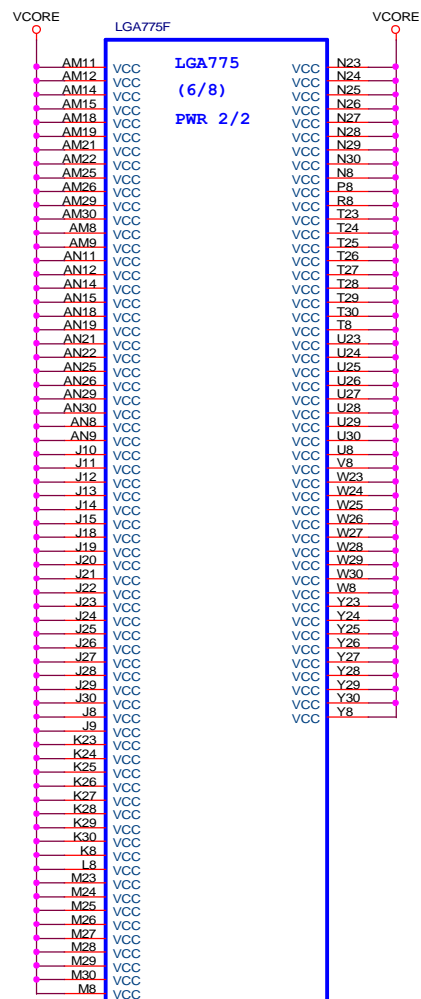 VCORE VCORE
LGA775F
LGA775
(6/8)
PWR 2/2
AM11 VCC VCC N23
AM12 VCC VCC N24
AM14 VCC VCC N25
AM15 VCC VCC N26
AM18 VCC VCC N27
AM19 VCC VCC N28
AM21 VCC VCC N29
AM22 VCC VCC N30
AM25 VCC VCC N8
AM26 VCC VCC P8
AM29 VCC VCC R8
AM30 VCC VCC T23
AM8 VCC VCC T24
AM9 VCC VCC T25
AN11 VCC VCC T26
AN12 VCC VCC T27
AN14 VCC VCC T28
AN15 VCC VCC T29
AN18 VCC VCC T30
AN19 VCC VCC T8
AN21 VCC VCC U23
AN22 VCC VCC U24
AN25 VCC VCC U25
AN26 VCC VCC U26
AN29 VCC VCC U27
AN30 VCC VCC U28
AN8 VCC VCC U29
AN9 VCC VCC U30
J10 VCC VCC U8
J11 VCC VCC V8
J12 VCC VCC W23
J13 VCC VCC W24
J14 VCC VCC W25
J15 VCC VCC W26
J18 VCC VCC W27
J19 VCC VCC W28
J20 VCC VCC W29
J21 VCC VCC W30
J22 VCC VCC W8
J23 VCC VCC Y23
J24 VCC VCC Y24
J25 VCC VCC Y25
J26 VCC VCC Y26
J27 VCC VCC Y27
J28 VCC VCC Y28
J29 VCC VCC Y29
J30 VCC VCC Y30
J8 VCC VCC Y8
J9 VCC
K23 VCC
K24 VCC
K25 VCC
K26 VCC
K27 VCC
K28 VCC
K29 VCC
K30 VCC
K8 VCC
L8 VCC
M23 VCC
M24 VCC
M25 VCC
M26 VCC
M27 VCC
M28 VCC
M29 VCC
M30 VCC
M8 VCC